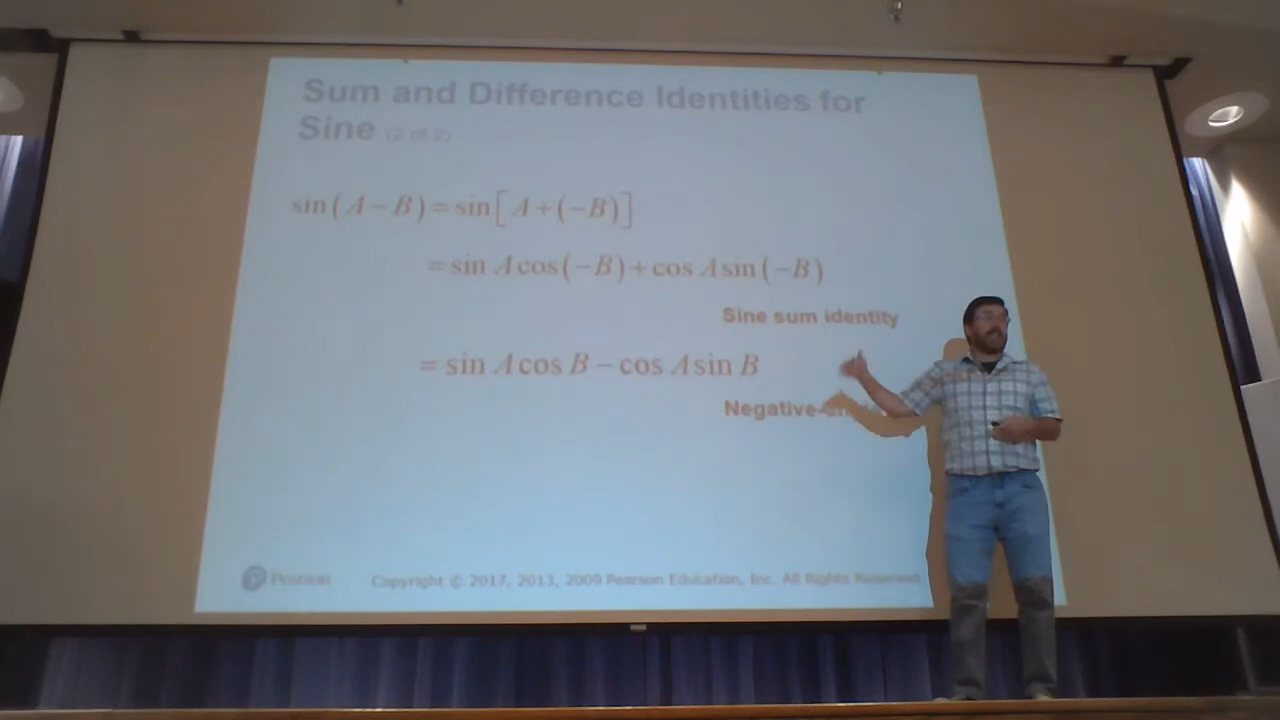 Sum and Difference Identities for
Sine (2 of 2)
sin(A − B) = sin[A + (−B)]
= sin A cos(−B) + cos A sin(−B)
Sine sum identity
= sin A cos B − cos A sin B
Negative-
Pearson
Copyright © 2017, 2013, 2009 Pearson Education, Inc. All Rights Reserved